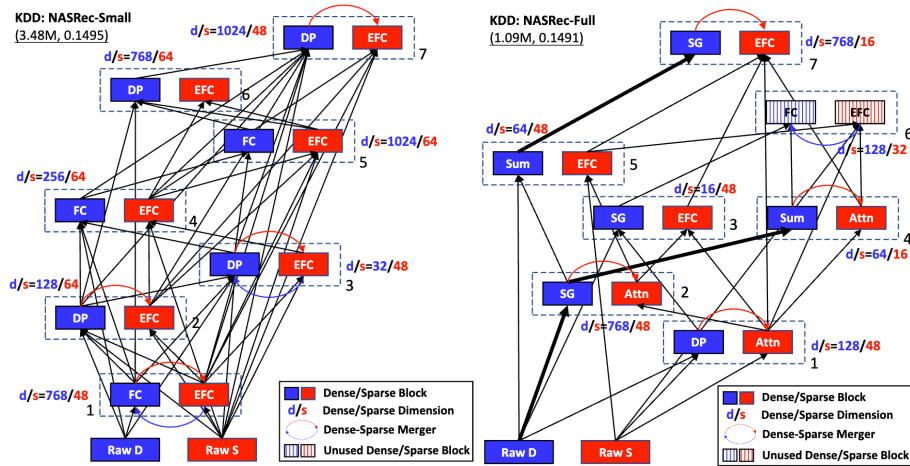 KDD: NASRec-Small
(3.48M, 0.1495)
d/s=1024/48
DP
EFC
7
d/s=768/64
DP
EFC
6
FC
EFC
5
d/s=1024/64
d/s=256/64
FC
EFC
4
DP
EFC
3
d/s=32/48
d/s=128/64
DP
EFC
2
d/s=768/48
1
FC
EFC
Raw D
Raw S
Dense/Sparse Block
d/s Dense/Sparse Dimension
Dense-Sparse Merger
KDD: NASRec-Full
(1.09M, 0.1491)
SG
EFC
7
d/s=768/16
FC
EFC
6
d/s=128/32
d/s=64/48
Sum
EFC
5
d/s=16/48
SG
EFC
3
Sum
Attn
4
d/s=64/16
SG
Attn
2
d/s=768/48
DP
Attn
1
d/s=128/48
Raw D
Raw S
Dense/Sparse Block
d/s Dense/Sparse Dimension
Dense-Sparse Merger
Unused Dense/Sparse Block